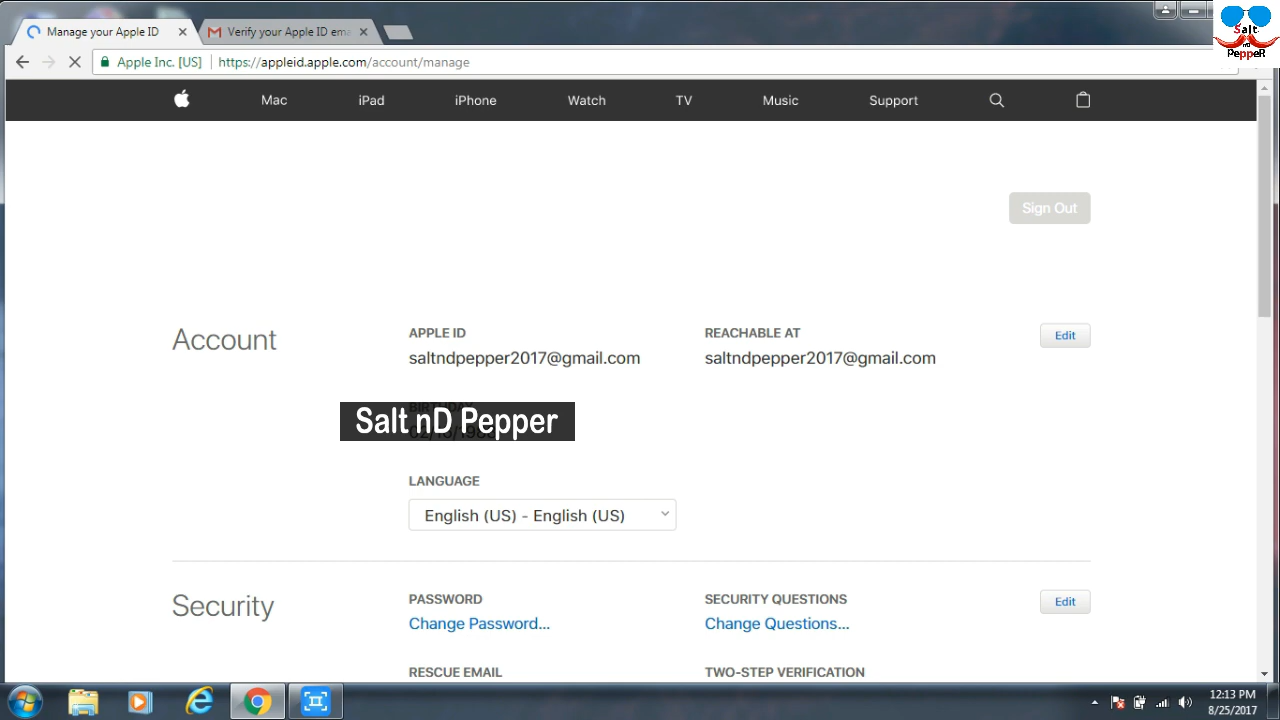 Manage your Apple ID
Verify your Apple ID ema
Salt
nD
PeppeR
Apple Inc. [US]
https://appleid.apple.com/account/manage
Mac
iPad
iPhone
Watch
TV
Music
Support
Sign Out
Account
APPLE ID
saltndpepper2017@gmail.com
REACHABLE AT
saltndpepper2017@gmail.com
Edit
Salt nD Pepper
LANGUAGE
English (US) - English (US)
Security
PASSWORD
Change Password...
SECURITY QUESTIONS
Change Questions...
Edit
RESCUE EMAIL
TWO-STEP VERIFICATION
12:13 PM
8/25/2017